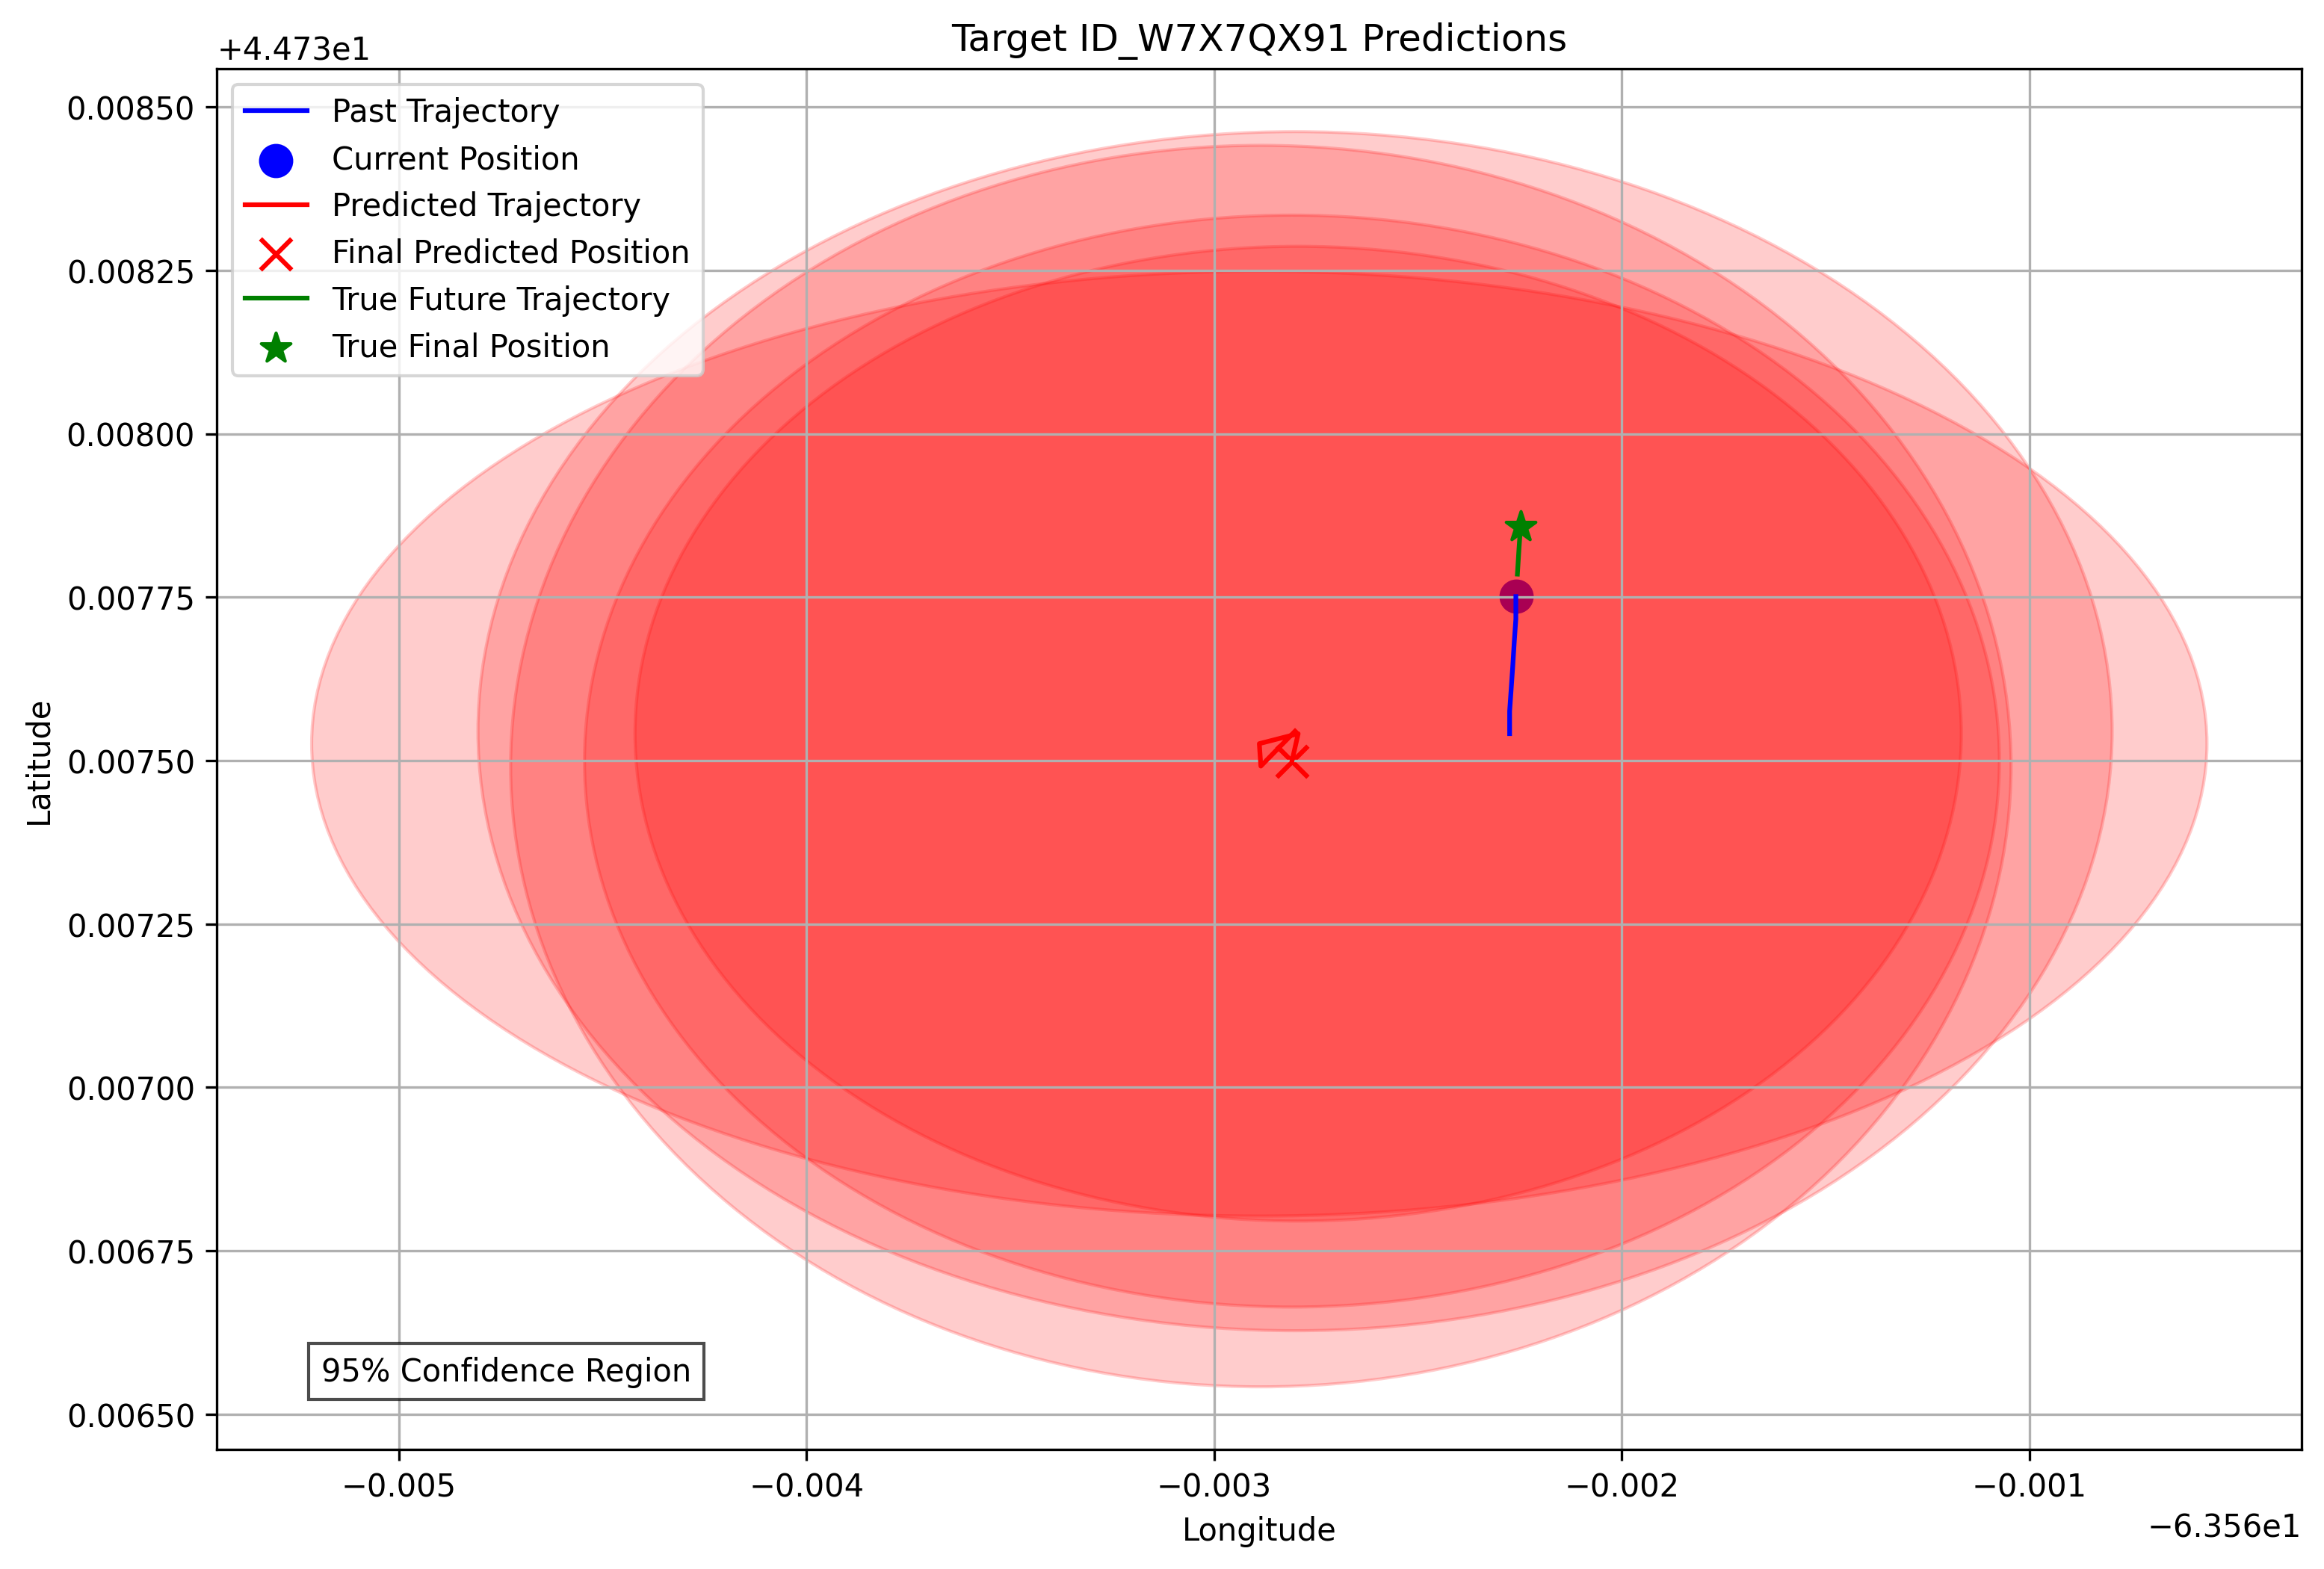 Target ID_W7X7QX91 Predictions
+4.473e1
0.00850
0.00825
0.00800
0.00775
0.00750
0.00725
0.00700
0.00675
0.00650
Latitude
Past Trajectory
Current Position
Predicted Trajectory
Final Predicted Position
True Future Trajectory
True Final Position
95% Confidence Region
−0.005 −0.004 −0.003 −0.002 −0.001
Longitude
−6.356e1